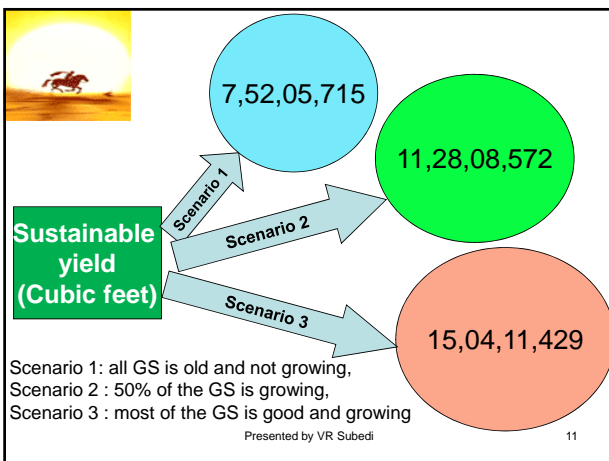 7,52,05,715
11,28,08,572
Scenario 1
Scenario 2
Sustainable
yield
(Cubic feet)
Scenario 3
15,04,11,429
Scenario 1: all GS is old and not growing,
Scenario 2 : 50% of the GS is growing,
Scenario 3 : most of the GS is good and growing
Presented by VR Subedi
11